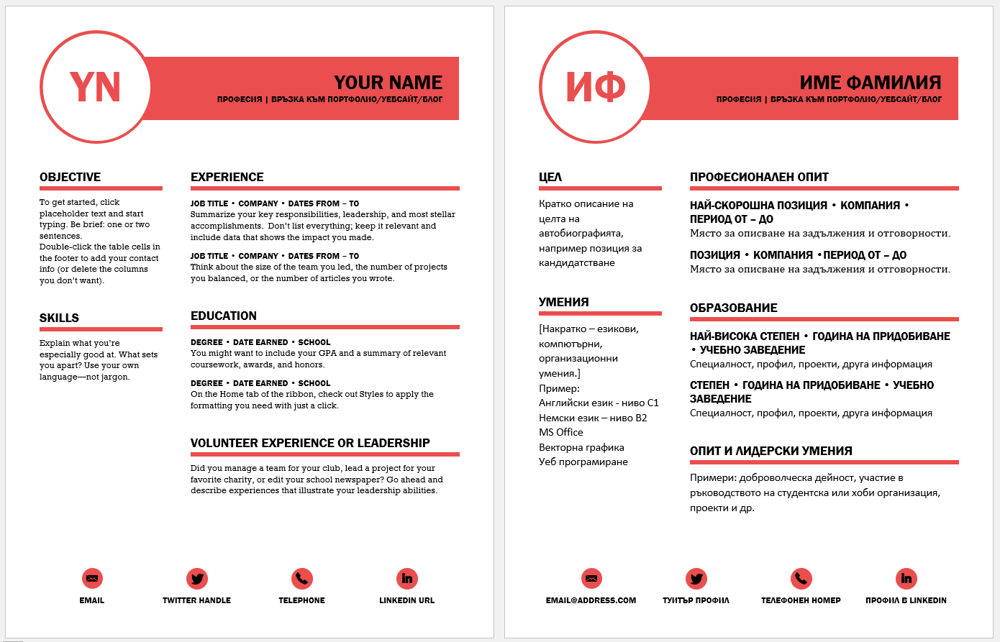 YN
YOUR NAME
ПРОФЕСИЯ | ВРЪЗКА КЪМ ПОРТФОЛИО/УЕБСАЙТ/БЛОГ
OBJECTIVE
To get started, click
placeholder text and start
typing. Be brief: one or two
sentences.
Double-click the table cells in
the footer to add your contact
info (or delete the columns
you don’t want).
SKILLS
Explain what you’re
especially good at. What sets
you apart? Use your own
language—not jargon.
EXPERIENCE
JOB TITLE • COMPANY • DATES FROM – TO
Summarize your key responsibilities, leadership, and most stellar
accomplishments.  Don’t list everything; keep it relevant and
include data that shows the impact you made.
JOB TITLE • COMPANY • DATES FROM – TO
Think about the size of the team you led, the number of projects
you balanced, or the number of articles you wrote.
EDUCATION
DEGREE • DATE EARNED • SCHOOL
You might want to include your GPA and a summary of relevant
coursework, awards, and honors.
DEGREE • DATE EARNED • SCHOOL
On the Home tab of the ribbon, check out Styles to apply the
formatting you need with just a click.
VOLUNTEER EXPERIENCE OR LEADERSHIP
Did you manage a team for your club, lead a project for your
favorite charity, or edit your school newspaper? Go ahead and
describe experiences that illustrate your leadership abilities.
EMAIL
TWITTER HANDLE
TELEPHONE
LINKEDIN URL
ИФ
ИМЕ ФАМИЛИЯ
ПРОФЕСИЯ | ВРЪЗКА КЪМ ПОРТФОЛИО/УЕБСАЙТ/БЛОГ
ЦЕЛ
Кратко описание на
целта на
автобиографията,
например позиция за
кандидатстване
УМЕНИЯ
[Накратко – езикови,
компютърни,
организационни
умения.]
Пример:
Английски език - ниво C1
Немски език – ниво B2
MS Office
Векторна графика
Уеб програмиране
ПРОФЕСИОНАЛЕН ОПИТ
НАЙ-СКОРОШНА ПОЗИЦИЯ • КОМПАНИЯ •
ПЕРИОД ОТ – ДО
Място за описване на задължения и отговорности.
ПОЗИЦИЯ • КОМПАНИЯ •ПЕРИОД ОТ – ДО
Място за описване на задължения и отговорности.
ОБРАЗОВАНИЕ
НАЙ-ВИСОКА СТЕПЕН • ГОДИНА НА ПРИДОБИВАНЕ
• УЧЕБНО ЗАВЕДЕНИЕ
Специалност, профил, проекти, друга информация
СТЕПЕН • ГОДИНА НА ПРИДОБИВАНЕ • УЧЕБНО
ЗАВЕДЕНИЕ
Специалност, профил, проекти, друга информация
ОПИТ И ЛИДЕРСКИ УМЕНИЯ
Примери: доброволческа дейност, участие в
ръководството на студентска или хоби организация,
проекти и др.
EMAIL@ADDRESS.COM
ТУИТЪР ПРОФИЛ
ТЕЛЕФОНЕН НОМЕР
ПРОФИЛ В LINKEDIN